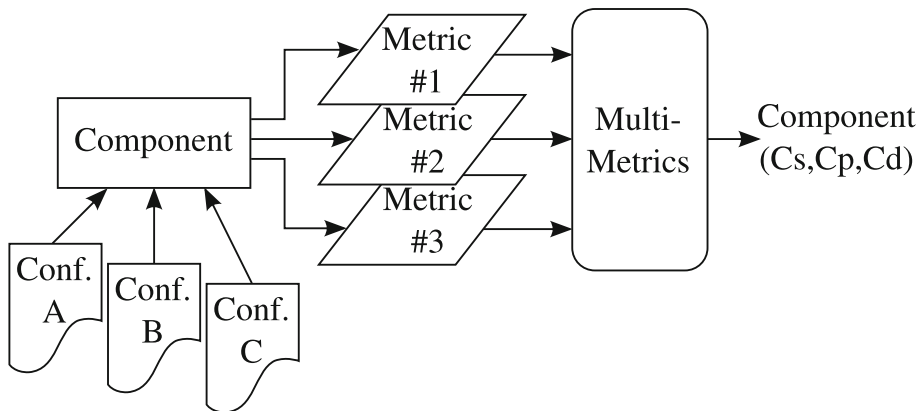 Metric
#1
Component
Metric
#2
Metric
#3
Multi-
Metrics
Component
(Cs,Cp,Cd)
Conf.
A
Conf.
B
Conf.
C